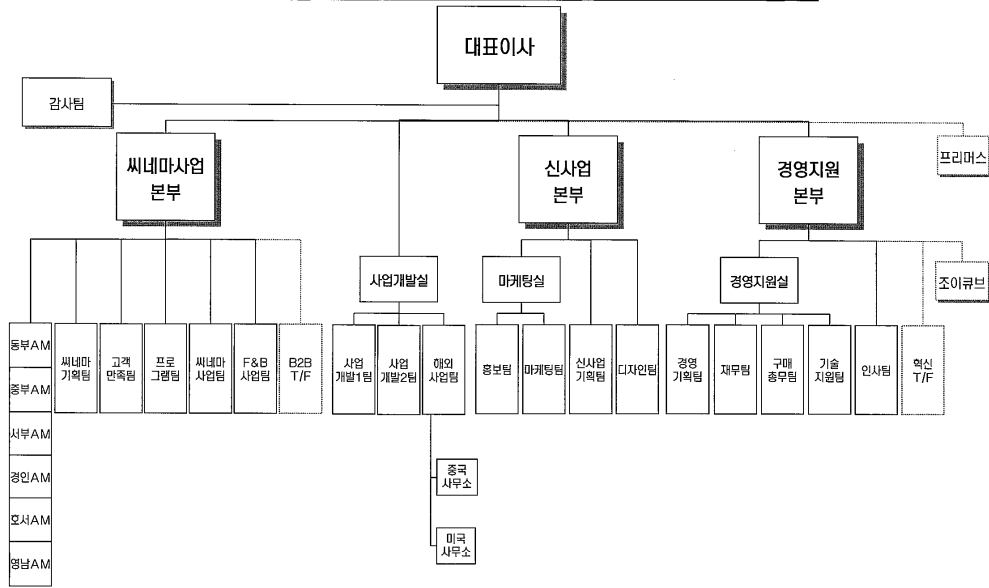 대표이사
감사팀
프리머스
씨네마사업
본부
신사업
본부
경영지원
본부
사업개발실
마케팅실
경영지원실
조이큐브
동부AM
중부AM
서부AM
경인AM
호서AM
영남AM
씨네마
기획팀
고객
만족팀
프로
그램팀
씨네마
사업팀
F&B
사업팀
B2B
T/F
사업
개발1팀
사업
개발2팀
해외
사업팀
중국
사무소
미국
사무소
홍보팀
마케팅팀
신사업
기획팀
디자인팀
경영
기획팀
재무팀
구매
총무팀
기술
지원팀
인사팀
혁신
T/F